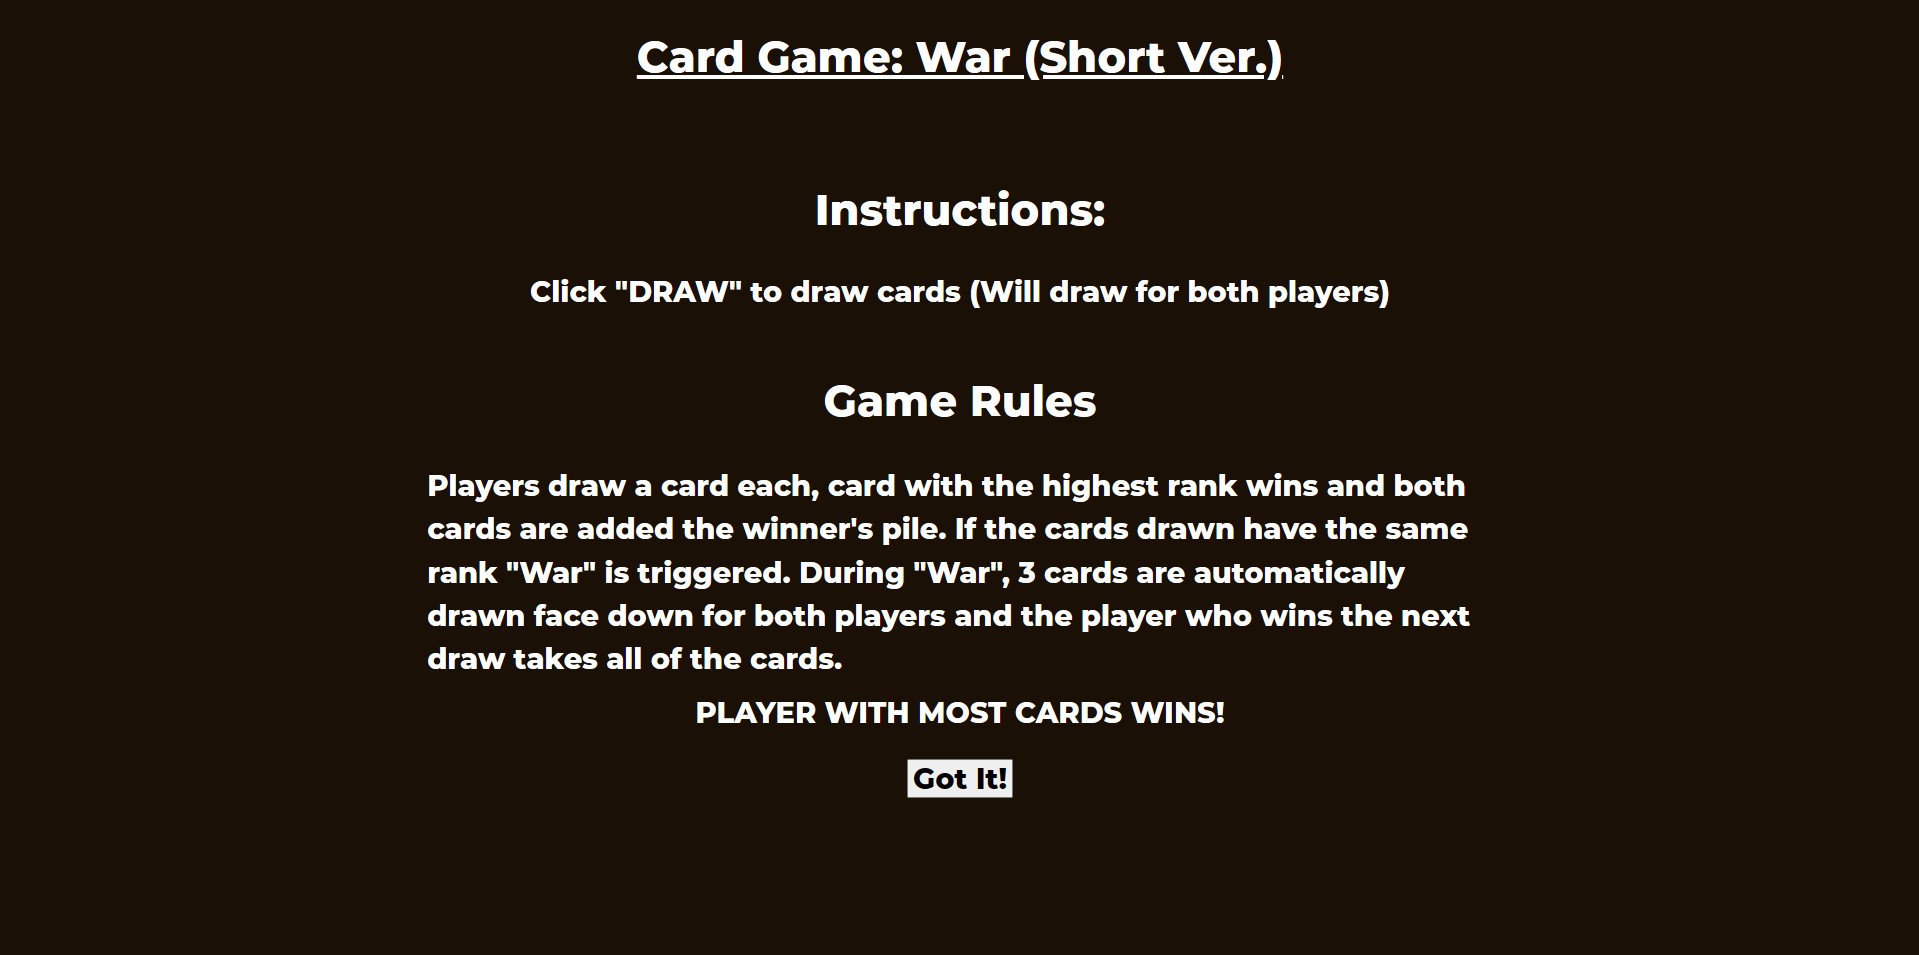 Card Game: War (Short Ver.)
Instructions:
Click "DRAW" to draw cards (Will draw for both players)
Game Rules
Players draw a card each, card with the highest rank wins and both
cards are added the winner's pile. If the cards drawn have the same
rank "War" is triggered. During "War", 3 cards are automatically
drawn face down for both players and the player who wins the next
draw takes all of the cards.
PLAYER WITH MOST CARDS WINS!
Got It!